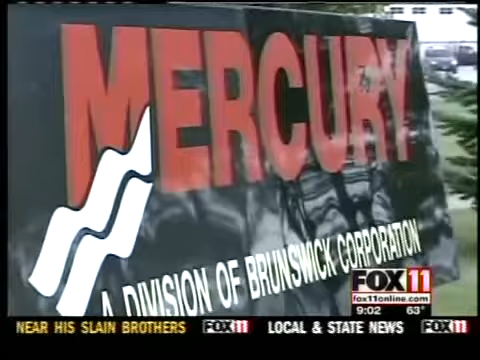 MERCURY
A DIVISION OF BRUNSWICK CORPORATION
FOX 11
fox11online.com
9:02 63°
NEAR HIS SLAIN BROTHERS FOX 11 LOCAL & STATE NEWS FOX 11